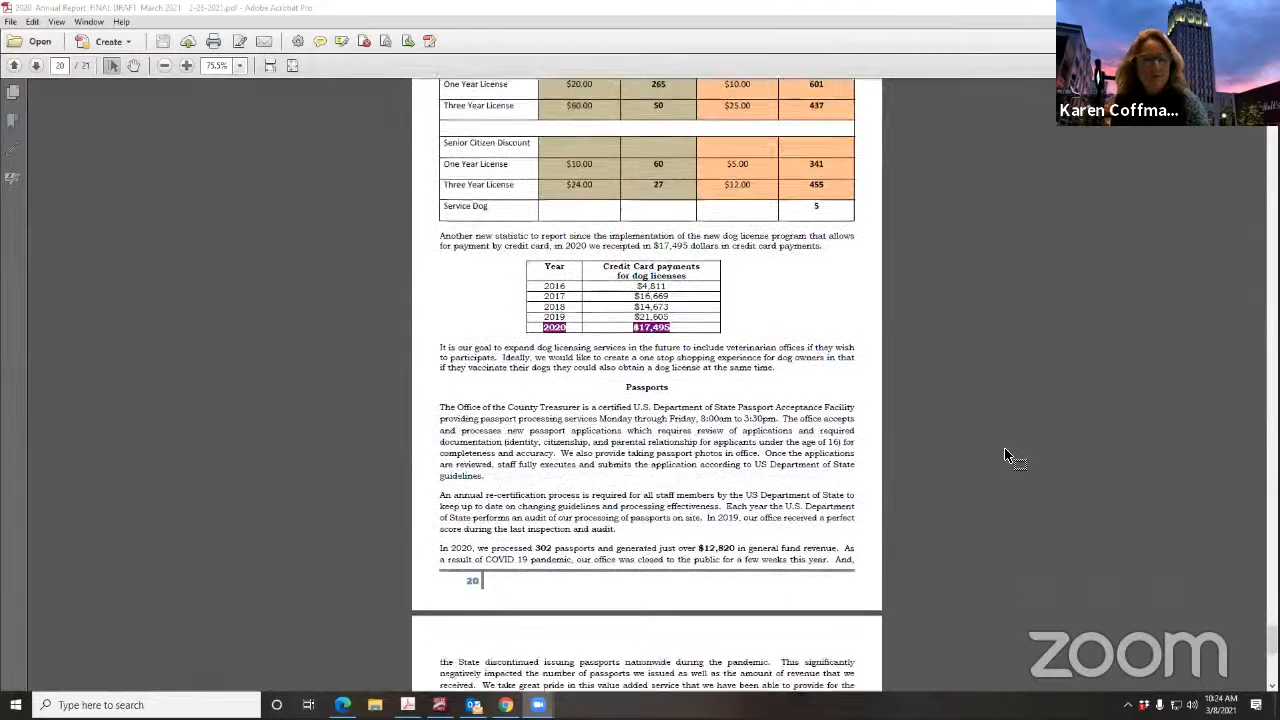 2020 Annual Report FINAL DRAFT March 2021 2-26-2021.pdf - Adobe Acrobat Pro
File Edit View Window Help
Open Create
20 / 21 75.5%
One Year License $20.00 265 $10.00 601
Three Year License $60.00 50 $25.00 437
Senior Citizen Discount
One Year License $10.00 60 $5.00 341
Three Year License $24.00 27 $12.00 455
Service Dog 5
Another new statistic to report since the implementation of the new dog license program that allows
for payment by credit card, in 2020 we receipted in $17,495 dollars in credit card payments.
Year Credit Card payments
for dog licenses
2016 $4,811
2017 $16,669
2018 $14,673
2019 $21,605
2020 $17,495
It is our goal to expand dog licensing services in the future to include veterinarian offices if they wish
to participate. Ideally, we would like to create a one stop shopping experience for dog owners in that
if they vaccinate their dogs they could also obtain a dog license at the same time.
Passports
The Office of the County Treasurer is a certified U.S. Department of State Passport Acceptance Facility
providing passport processing services Monday through Friday, 8:00am to 3:30pm. The office accepts
and processes new passport applications which requires review of applications and required
documentation (identity, citizenship, and parental relationship for applicants under the age of 16) for
completeness and accuracy. We also provide taking passport photos in office. Once the applications
are reviewed, staff fully executes and submits the application according to US Department of State
guidelines.
An annual re-certification process is required for all staff members by the US Department of State to
keep up to date on changing guidelines and processing effectiveness. Each year the U.S. Department
of State performs an audit of our processing of passports on site. In 2019, our office received a perfect
score during the last inspection and audit.
In 2020, we processed 302 passports and generated just over $12,820 in general fund revenue. As
a result of COVID 19 pandemic, our office was closed to the public for a few weeks this year. And,
20
the State discontinued issuing passports nationwide during the pandemic. This significantly
negatively impacted the number of passports we issued as well as the amount of revenue that we
received. We take great pride in this value added service that we have been able to provide for the
Karen Coffma...
zoom
Type here to search
10:24 AM
3/8/2021